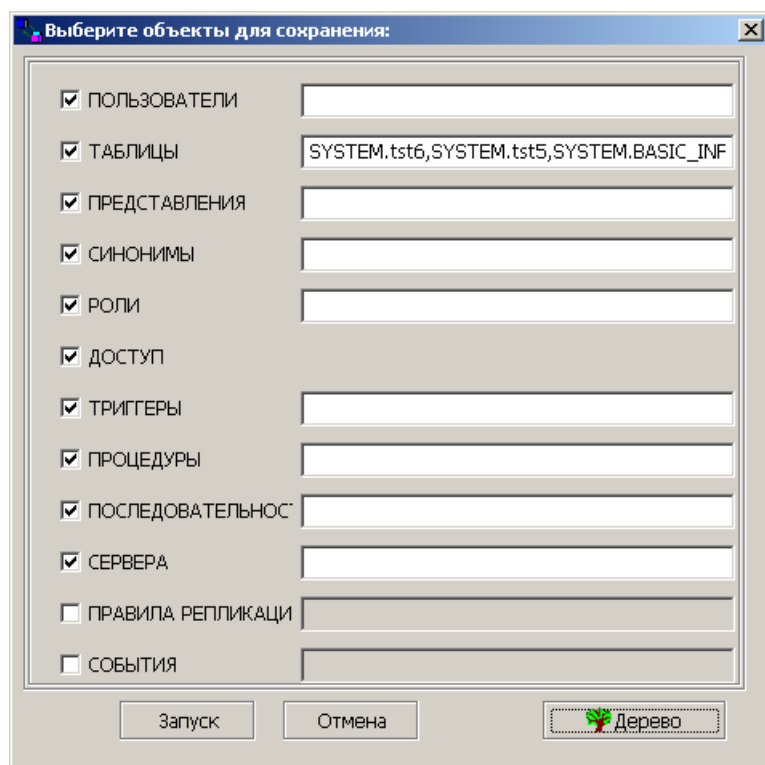 Выберите объекты для сохранения:
ПОЛЬЗОВАТЕЛИ
ТАБЛИЦЫ SYSTEM.tst6,SYSTEM.tst5,SYSTEM.BASIC_INF
ПРЕДСТАВЛЕНИЯ
СИНОНИМЫ
РОЛИ
ДОСТУП
ТРИГГЕРЫ
ПРОЦЕДУРЫ
ПОСЛЕДОВАТЕЛЬНОС
СЕРВЕРА
ПРАВИЛА РЕПЛИКАЦИ
СОБЫТИЯ
Запуск Отмена Дерево